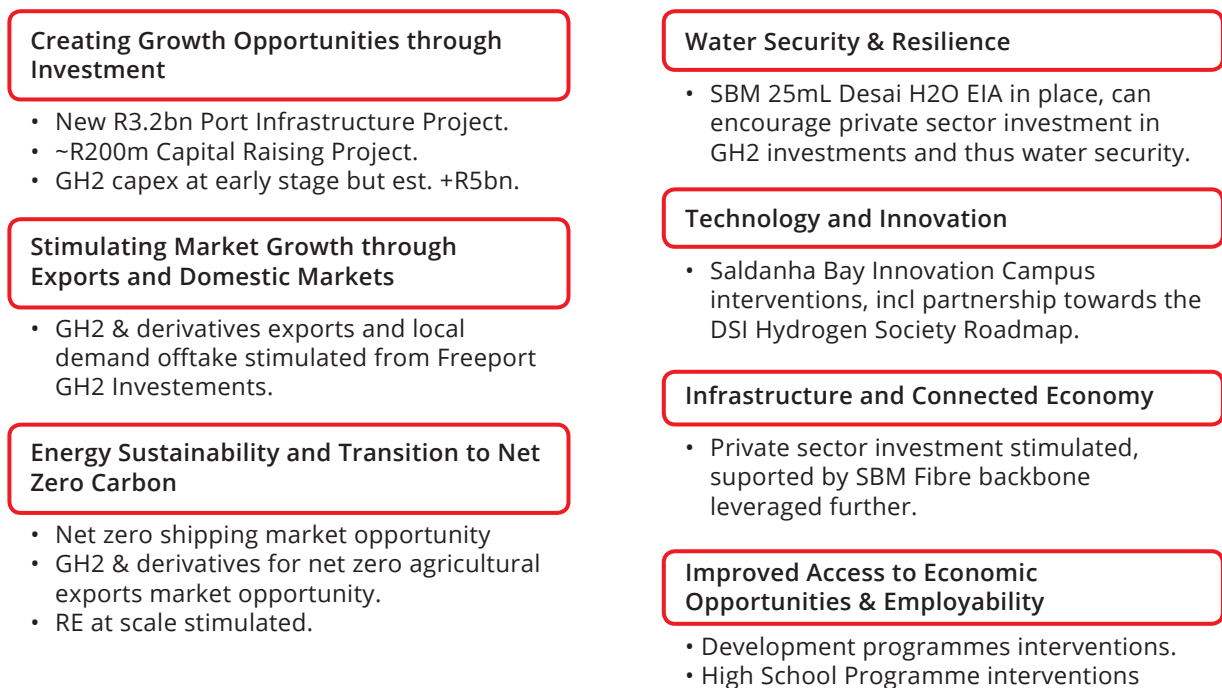 Creating Growth Opportunities through
Investment
• New R3.2bn Port Infrastructure Project.
• ~R200m Capital Raising Project.
• GH2 capex at early stage but est. +R5bn.
Stimulating Market Growth through
Exports and Domestic Markets
• GH2 & derivatives exports and local
demand offtake stimulated from Freeport
GH2 Investements.
Energy Sustainability and Transition to Net
Zero Carbon
• Net zero shipping market opportunity
• GH2 & derivatives for net zero agricultural
exports market opportunity.
• RE at scale stimulated.
Water Security & Resilience
• SBM 25mL Desai H2O EIA in place, can
encourage private sector investment in
GH2 investments and thus water security.
Technology and Innovation
• Saldanha Bay Innovation Campus
interventions, incl partnership towards the
DSI Hydrogen Society Roadmap.
Infrastructure and Connected Economy
• Private sector investment stimulated,
suported by SBM Fibre backbone
leveraged further.
Improved Access to Economic
Opportunities & Employability
• Development programmes interventions.
• High School Programme interventions